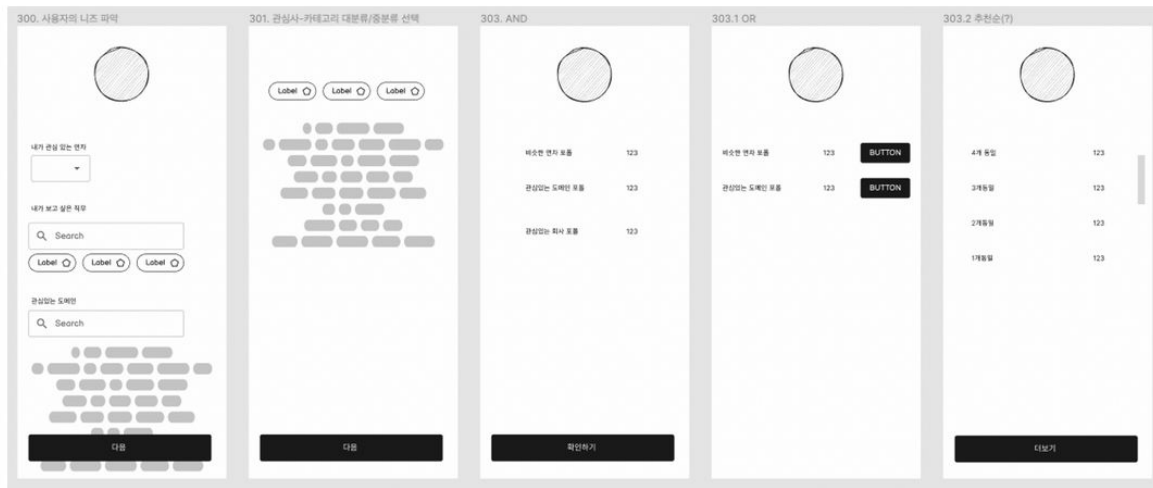 300. 사용자의 니즈 파악
내가 관심 있는 연차
내가 보고 싶은 직무
Search
Label Label Label
관심있는 도메인
Search
다음
301. 관심사-카테고리 대분류/중분류 선택
Label Label Label
다음
303. AND
비슷한 연차 포폴 123
관심있는 도메인 포폴 123
관심있는 회사 포폴 123
확인하기
303.1 OR
비슷한 연차 포폴 123 BUTTON
관심있는 도메인 포폴 123 BUTTON
303.2 추천순(?)
4개 동일 123
3개동일 123
2개동일 123
1개동일 123
더보기